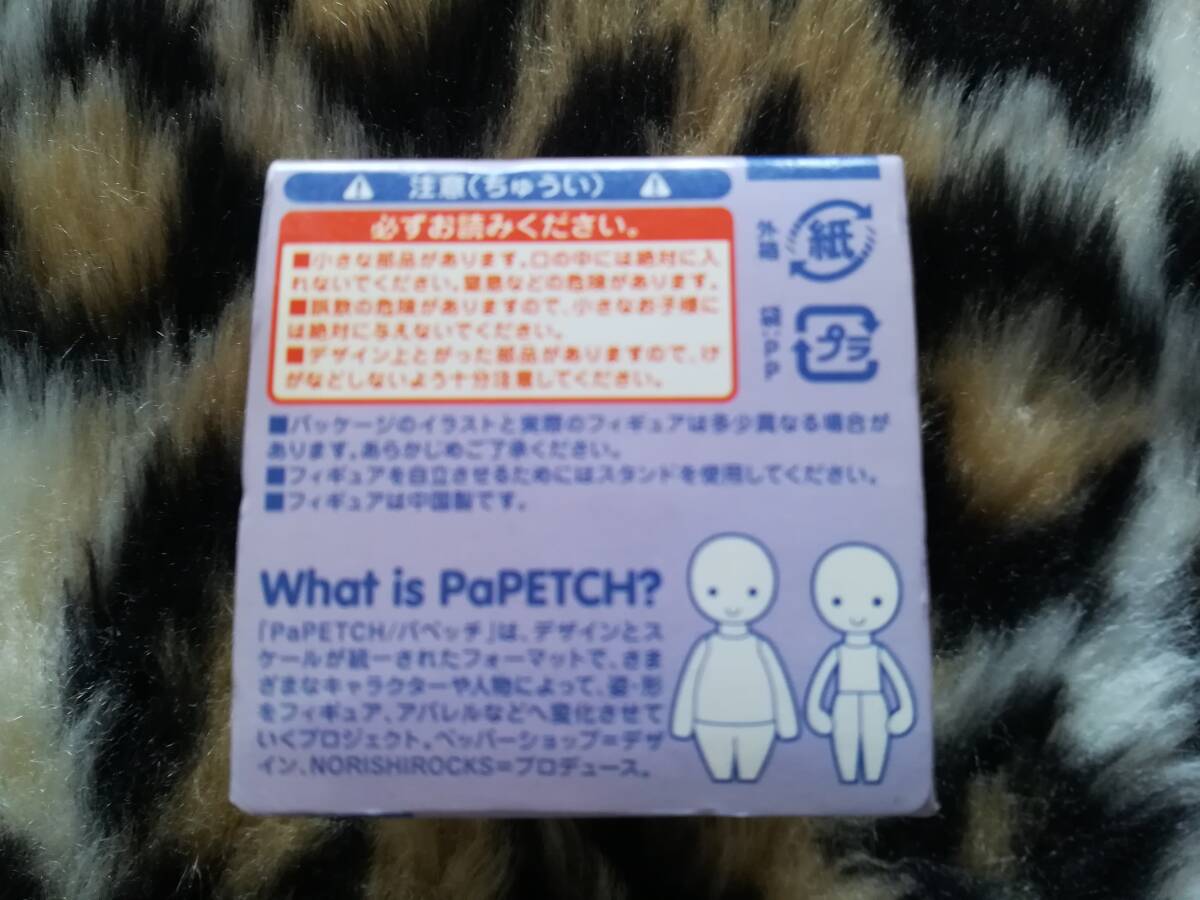 注意(ちゅうい)
必ずお読みください。
■小さな部品があります。口の中には絶対に入
れないでください。窒息などの危険があります。
■誤飲の危険がありますので、小さなお子様に
は絶対に与えないでください。
■デザイン上とがった部品がありますので、け
がなどしないよう十分注意してください。
外箱
紙
袋:P.P
プラ
■パッケージのイラストと実際のフィギュアは多少異なる場合が
あります。あらかじめご了承ください。
■フィギュアを自立させるためにはスタンドを使用してください。
■フィギュアは中国製です。
What is PaPETCH?
「PaPETCH/パペッチ」は、デザインとス
ケールが統一されたフォーマットで、さま
ざまなキャラクターや人物によって、姿・形
をフィギュア、アパレルなどへ変化させて
いくプロジェクト。ペッパーショップ=デザ
イン、NORISHIROCKS=プロデュース。